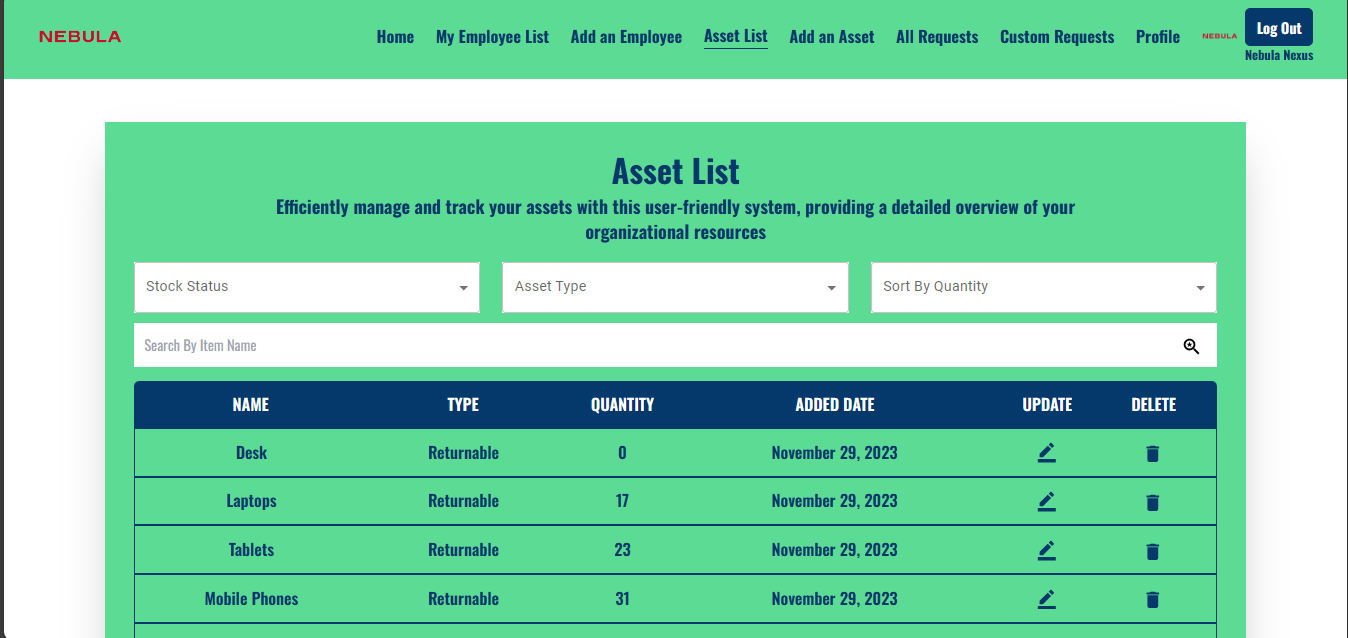 NEBULA
Home My Employee List Add an Employee Asset List Add an Asset All Requests Custom Requests Profile NEBULA Log Out
Nebula Nexus
Asset List
Efficiently manage and track your assets with this user-friendly system, providing a detailed overview of your
organizational resources
Stock Status Asset Type Sort By Quantity
Search By Item Name
NAME TYPE QUANTITY ADDED DATE UPDATE DELETE
Desk Returnable 0 November 29, 2023
Laptops Returnable 17 November 29, 2023
Tablets Returnable 23 November 29, 2023
Mobile Phones Returnable 31 November 29, 2023